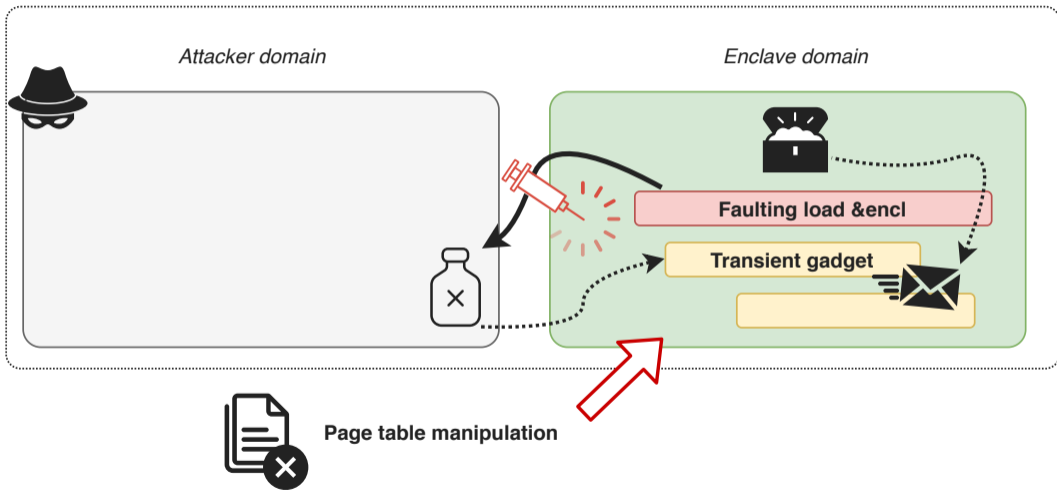 Attacker domain
Enclave domain
Faulting load &encl
Transient gadget
Page table manipulation